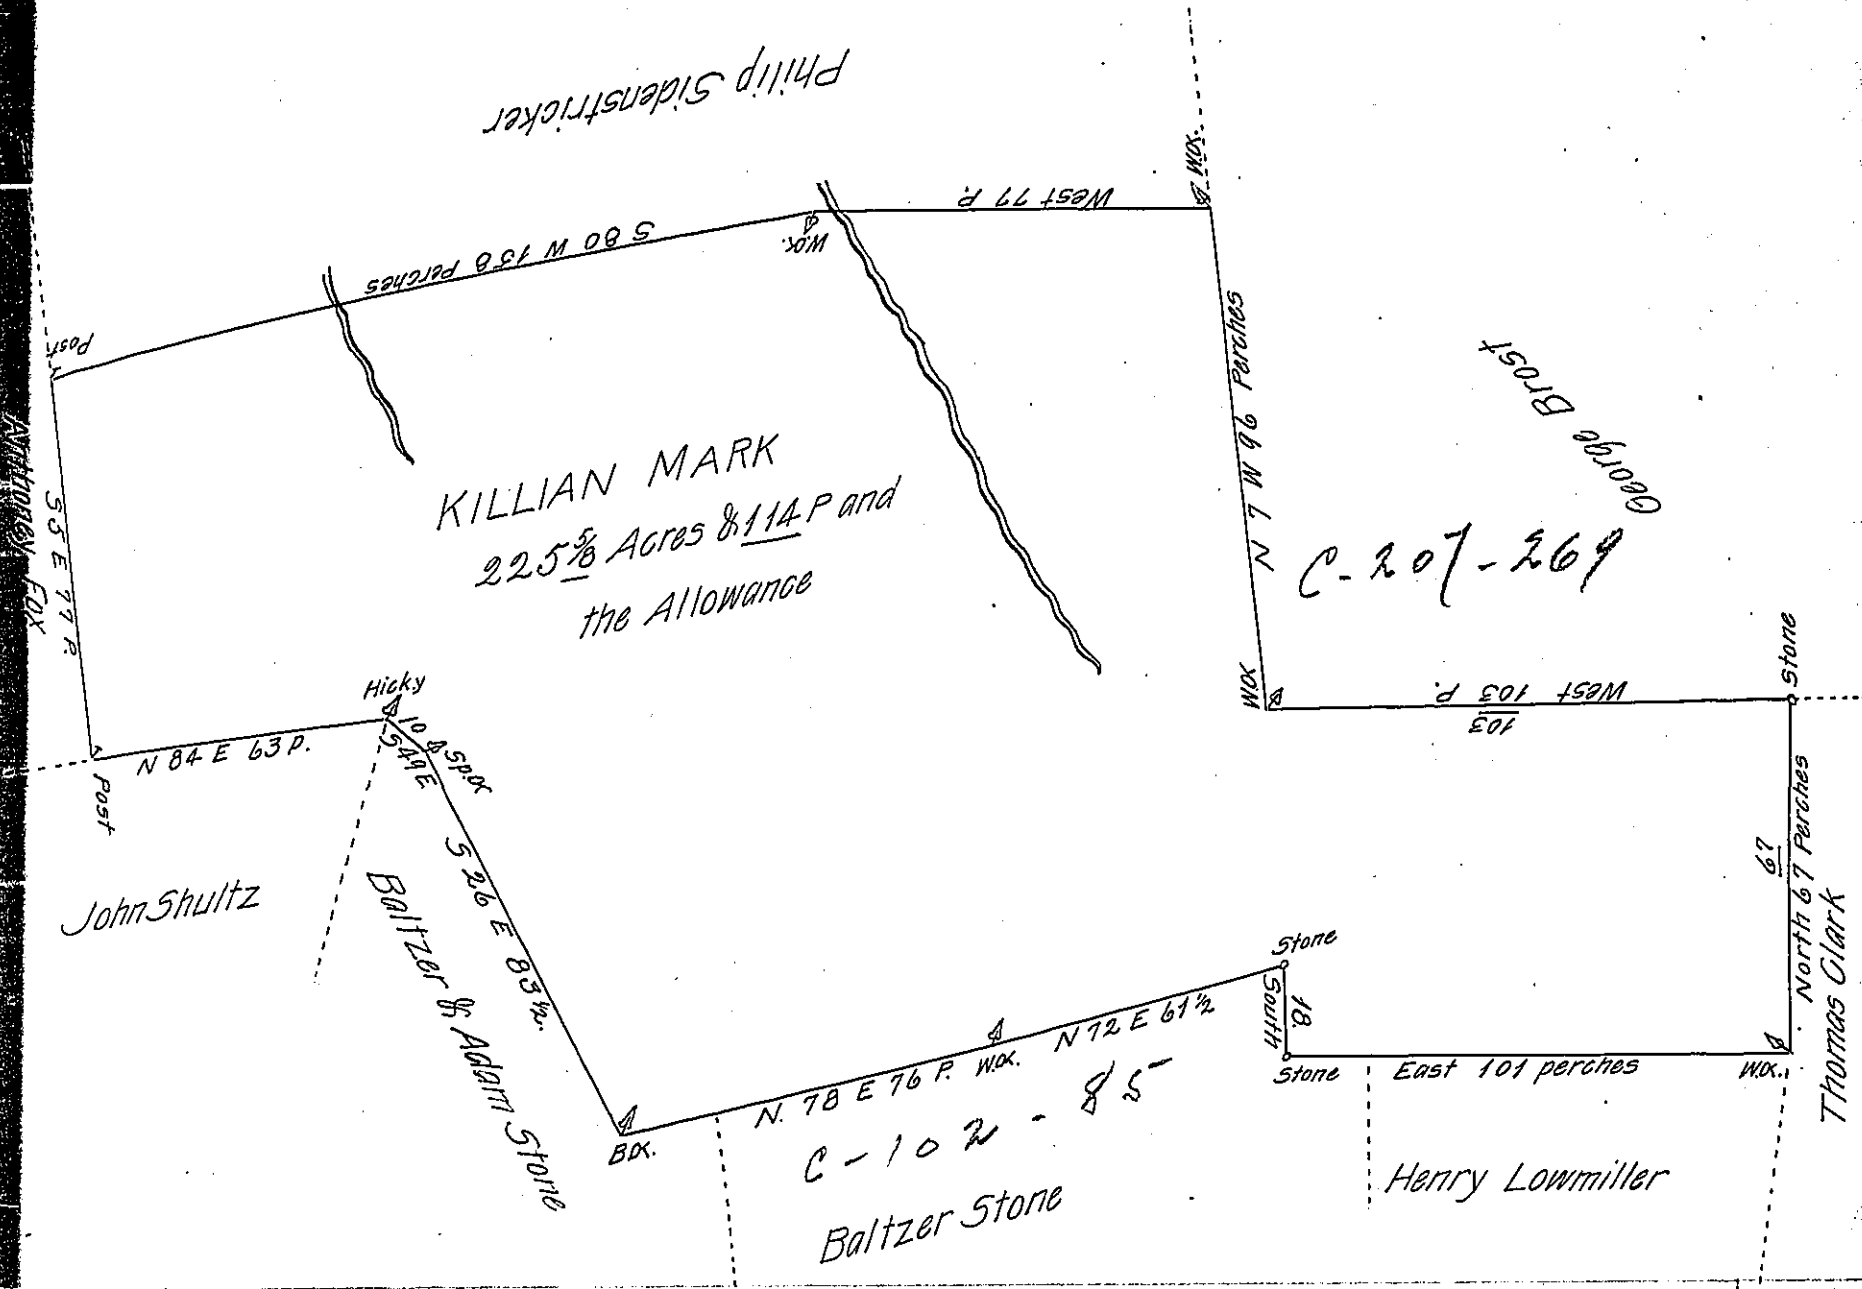 Philip Sidenstricker
West 77 P.
W.O.
S 80 W 158 Perches
W.O.
Post
Anthoney Fox
S 5 E 77 P.
Post
N 84 E 63 P.
Hicky
10
S 49 E
Sp.O
S 26 E 83 ½.
B.O.
N. 78 E 76 P.
W.O.
N 72 E 61 ½
Stone
South
18.
Stone
East 101 perches
W.O.
North 67 Perches
67
Stone
West 103 P.
103
W.O
N 7 W 96 Perches
KILLIAN MARK
225 ⅝ Acres & 114 P and
the Allowance
George Brost
C-207-269
Thomas Clark
Henry Lowmiller
C-102-85
Baltzer Stone
Baltzer & Adam Stone
John Shultz